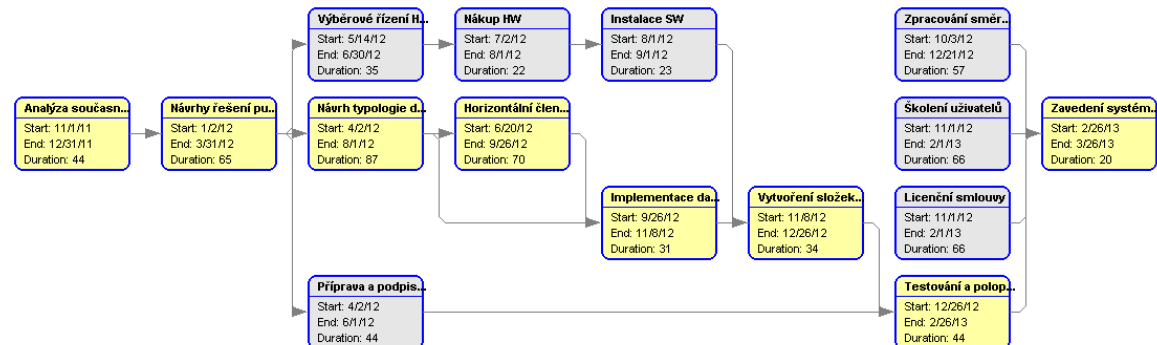 Výběrové řízení H...
Start: 5/14/12
End: 6/30/12
Duration: 35
Nákup HW
Start: 7/2/12
End: 8/1/12
Duration: 22
Instalace SW
Start: 8/1/12
End: 9/1/12
Duration: 23
Zpracování směr...
Start: 10/3/12
End: 12/21/12
Duration: 57
Analýza současn...
Start: 11/1/11
End: 12/31/11
Duration: 44
Návrhy řešení pu...
Start: 1/2/12
End: 3/31/12
Duration: 65
Návrh typologie d...
Start: 4/2/12
End: 8/1/12
Duration: 87
Horizontální člen...
Start: 6/20/12
End: 9/26/12
Duration: 70
Školení uživatelů
Start: 11/1/12
End: 2/1/13
Duration: 66
Zavedení systém...
Start: 2/26/13
End: 3/26/13
Duration: 20
Implementace da...
Start: 9/26/12
End: 11/8/12
Duration: 31
Vytvoření složek...
Start: 11/8/12
End: 12/26/12
Duration: 34
Licenční smlouvy
Start: 11/1/12
End: 2/1/13
Duration: 66
Příprava a podpis...
Start: 4/2/12
End: 6/1/12
Duration: 44
Testování a polop...
Start: 12/26/12
End: 2/26/13
Duration: 44